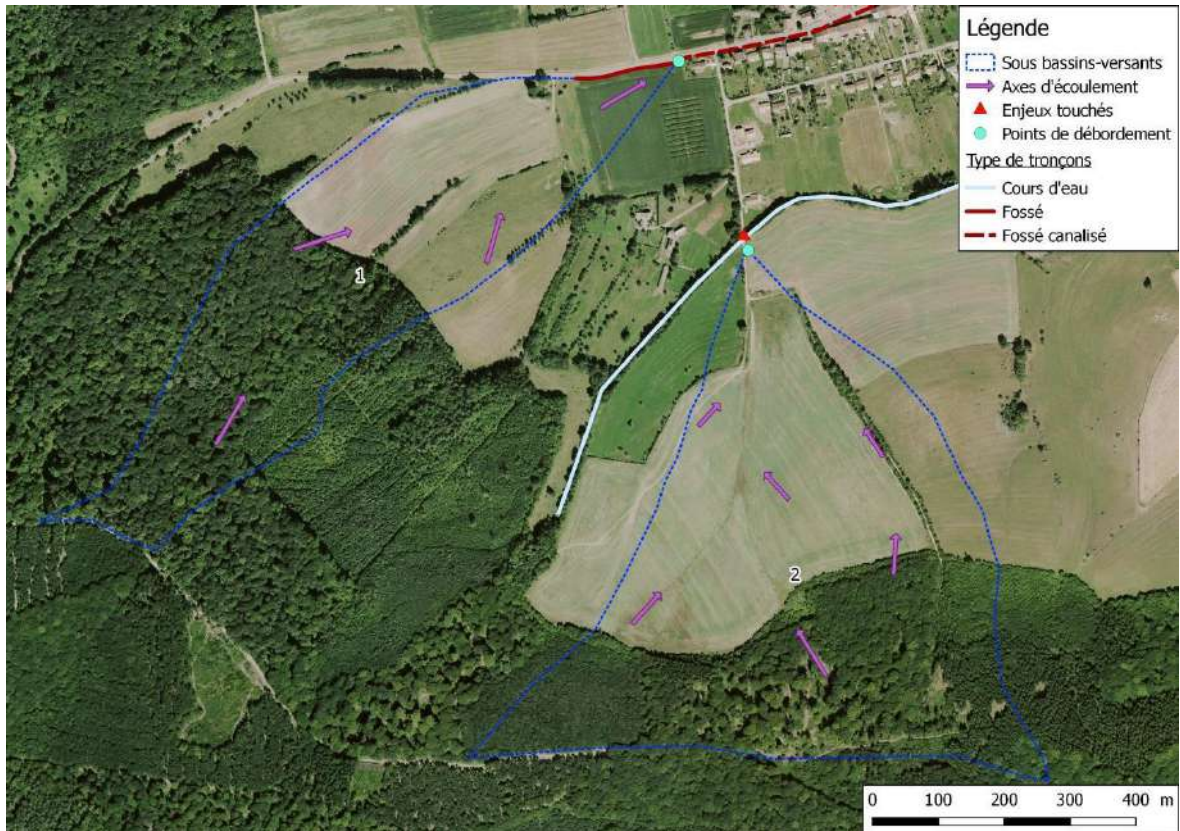 Légende
Sous bassins-versants
Axes d'écoulement
Enjeux touchés
Points de débordement
Type de tronçons
Cours d'eau
Fossé
Fossé canalisé
1
2
0 100 200 300 400 m